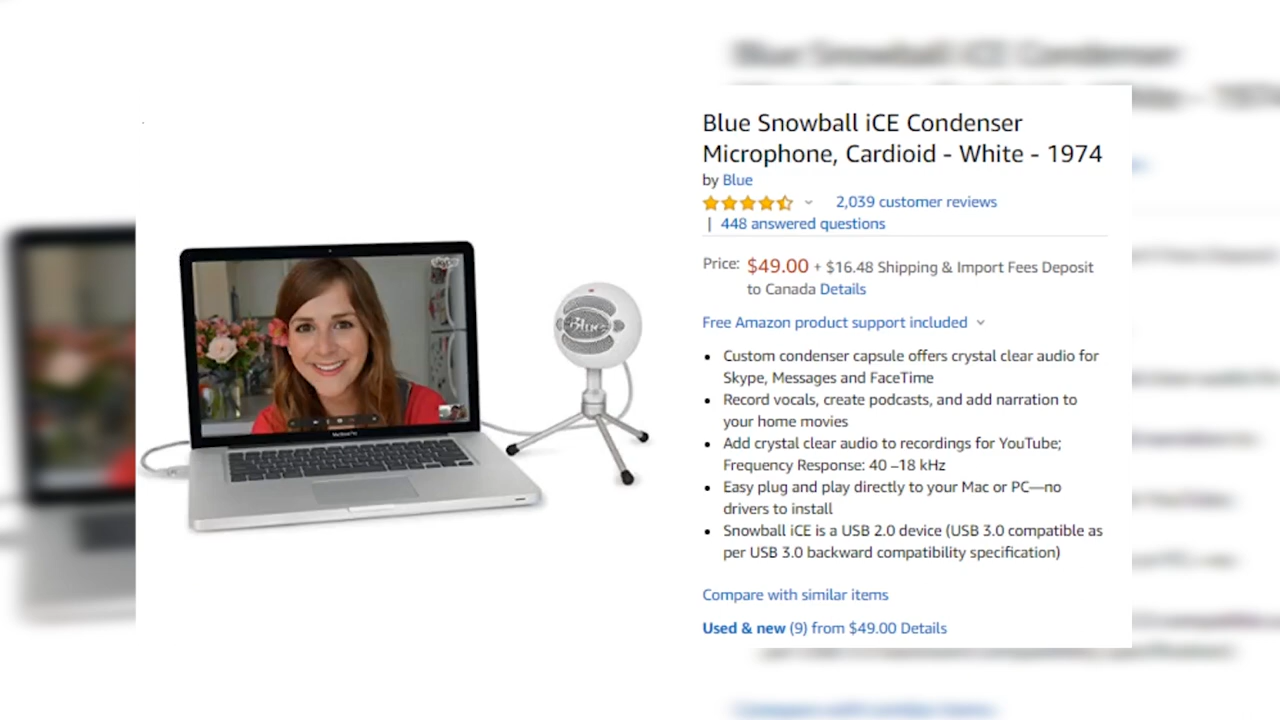 Blue Snowball iCE Condenser
Microphone, Cardioid - White - 1974
by Blue
2,039 customer reviews
| 448 answered questions
Price: $49.00 + $16.48 Shipping & Import Fees Deposit
to Canada Details
Free Amazon product support included
• Custom condenser capsule offers crystal clear audio for
Skype, Messages and FaceTime
• Record vocals, create podcasts, and add narration to
your home movies
• Add crystal clear audio to recordings for YouTube;
Frequency Response: 40 –18 kHz
• Easy plug and play directly to your Mac or PC—no
drivers to install
• Snowball iCE is a USB 2.0 device (USB 3.0 compatible as
per USB 3.0 backward compatibility specification)
Compare with similar items
Used & new (9) from $49.00 Details
skype
Blue
MacBook Pro